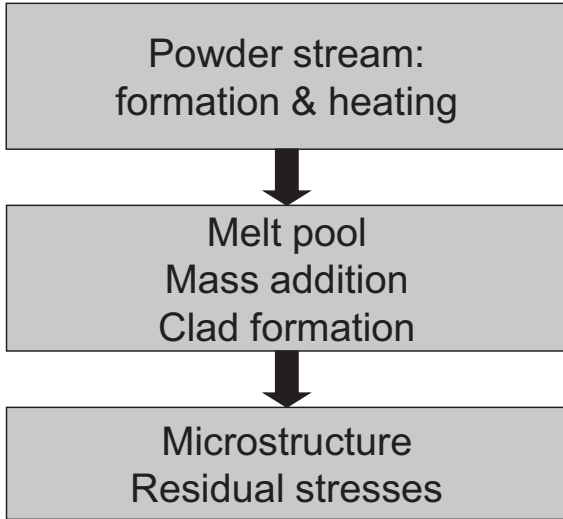 Powder stream:
formation & heating
Melt pool
Mass addition
Clad formation
Microstructure
Residual stresses